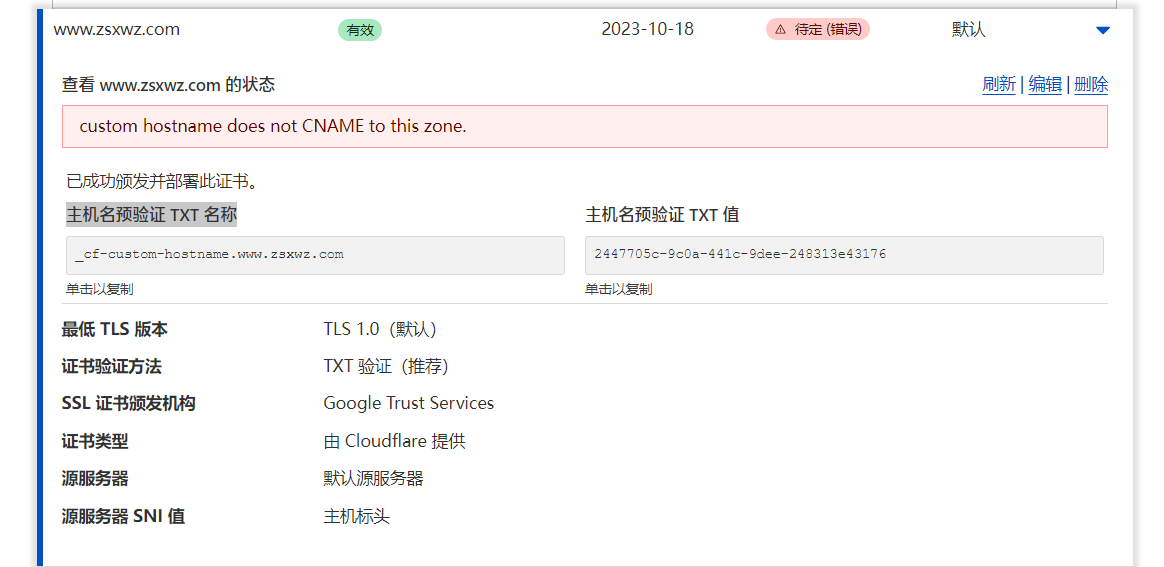 www.zsxwz.com 有效 2023-10-18 待定 (错误) 默认
查看 www.zsxwz.com 的状态 刷新 | 编辑 | 删除
custom hostname does not CNAME to this zone.
已成功颁发并部署此证书。
主机名预验证 TXT 名称 主机名预验证 TXT 值
_cf-custom-hostname.www.zsxwz.com 2447705c-9c0a-441c-9dee-248313e43176
单击以复制 单击以复制
最低 TLS 版本 TLS 1.0（默认）
证书验证方法 TXT 验证（推荐）
SSL 证书颁发机构 Google Trust Services
证书类型 由 Cloudflare 提供
源服务器 默认源服务器
源服务器 SNI 值 主机标头